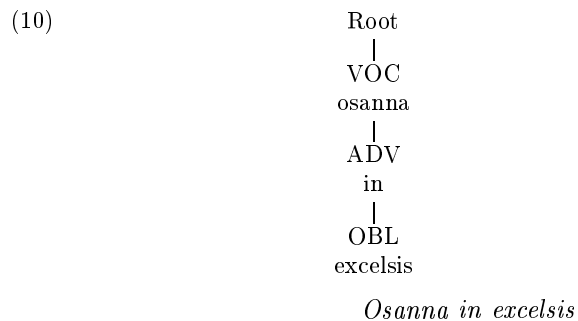 (10) Root
VOC
osanna
ADV
in
OBL
excelsis
Osanna in excelsis